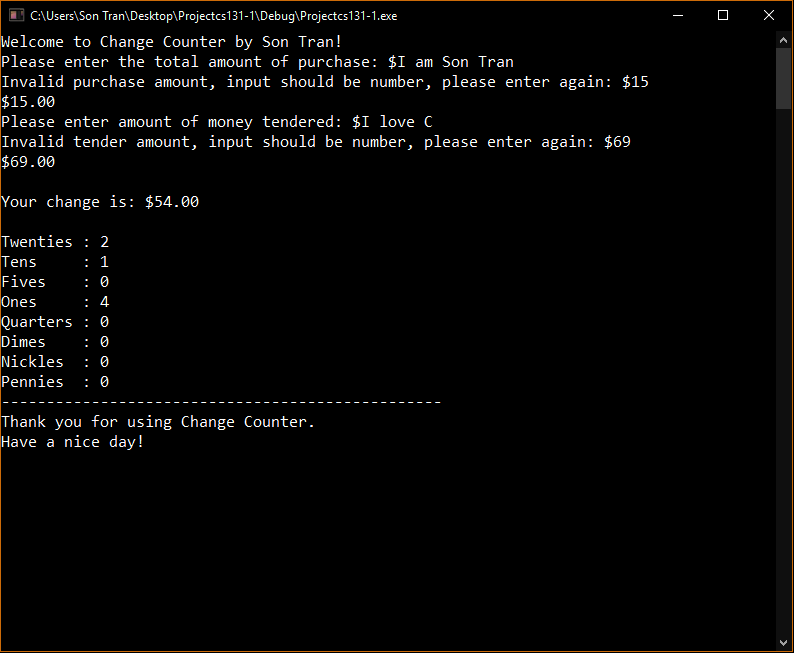 C:\Users\Son Tran\Desktop\Projectcs131-1\Debug\Projectcs131-1.exe
Welcome to Change Counter by Son Tran!
Please enter the total amount of purchase: $I am Son Tran
Invalid purchase amount, input should be number, please enter again: $15
$15.00
Please enter amount of money tendered: $I love C
Invalid tender amount, input should be number, please enter again: $69
$69.00
Your change is: $54.00
Twenties : 2
Tens     : 1
Fives    : 0
Ones     : 4
Quarters : 0
Dimes    : 0
Nickles  : 0
Pennies  : 0
-------------------------------------------------
Thank you for using Change Counter.
Have a nice day!